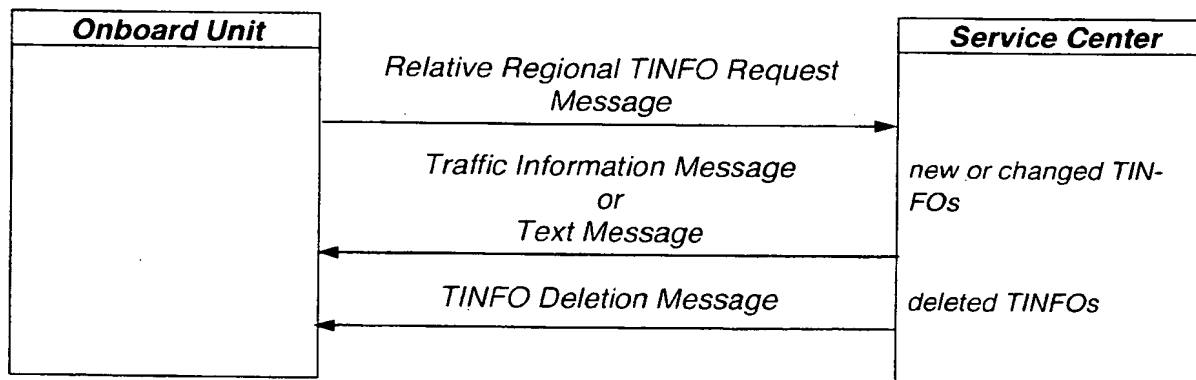 Onboard Unit
Service Center
Relative Regional TINFO Request
Message
Traffic Information Message
or
Text Message
new or changed TIN-
FOs
TINFO Deletion Message
deleted TINFOs